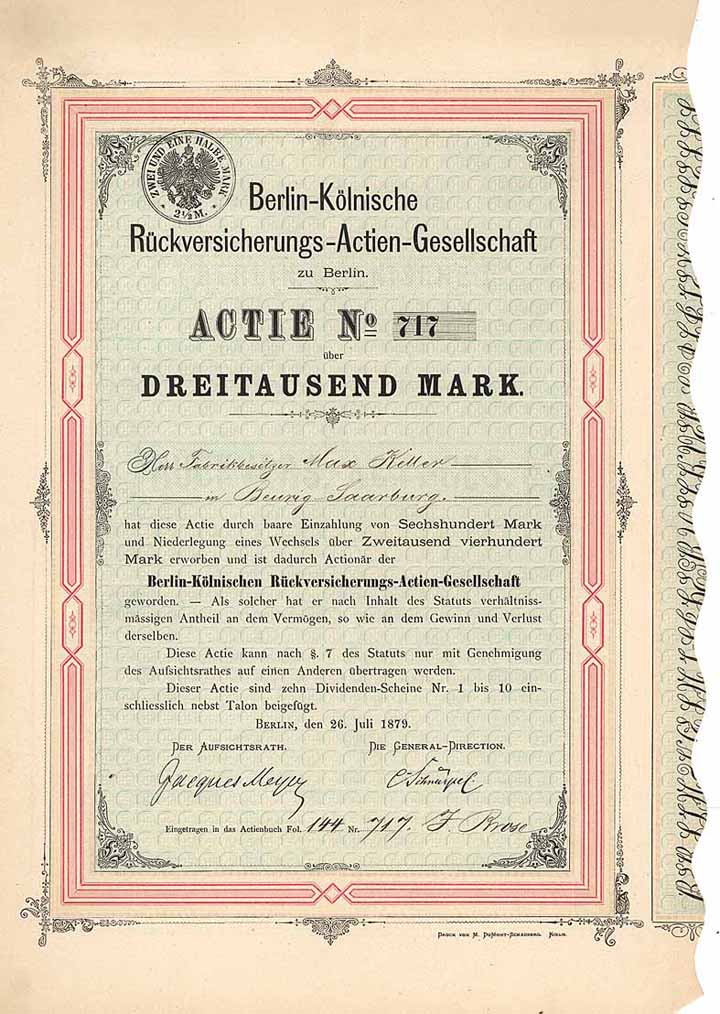 ZWEI UND EINE HALBE MARK
2½ M.
Berlin-Kölnische
Rückversicherungs-Actien-Gesellschaft
zu Berlin.
ACTIE No 717
über
DREITAUSEND MARK.
Herr Fabrikbesitzer Max Keller
in Beurig Saarburg.
hat diese Actie durch baare Einzahlung von Sechshundert Mark
und Niederlegung eines Wechsels über Zweitausend vierhundert
Mark erworben und ist dadurch Actionär der
Berlin-Kölnischen Rückversicherungs-Actien-Gesellschaft
geworden. — Als solcher hat er nach Inhalt des Statuts verhältniss-
mässigen Antheil an dem Vermögen, so wie an dem Gewinn und Verlust
derselben.
Diese Actie kann nach §. 7 des Statuts nur mit Genehmigung
des Aufsichtsrathes auf einen Anderen übertragen werden.
Dieser Actie sind zehn Dividenden-Scheine Nr. 1 bis 10 ein-
schliesslich nebst Talon beigefügt.
BERLIN, den 26. Juli 1879.
DER AUFSICHTSRATH. DIE GENERAL-DIRECTION.
Jacques Meyer
Eingetragen in das Actienbuch Fol. 144 Nr. 717.
DRUCK VON M. DUMONT-SCHAUBERG. KOELN.